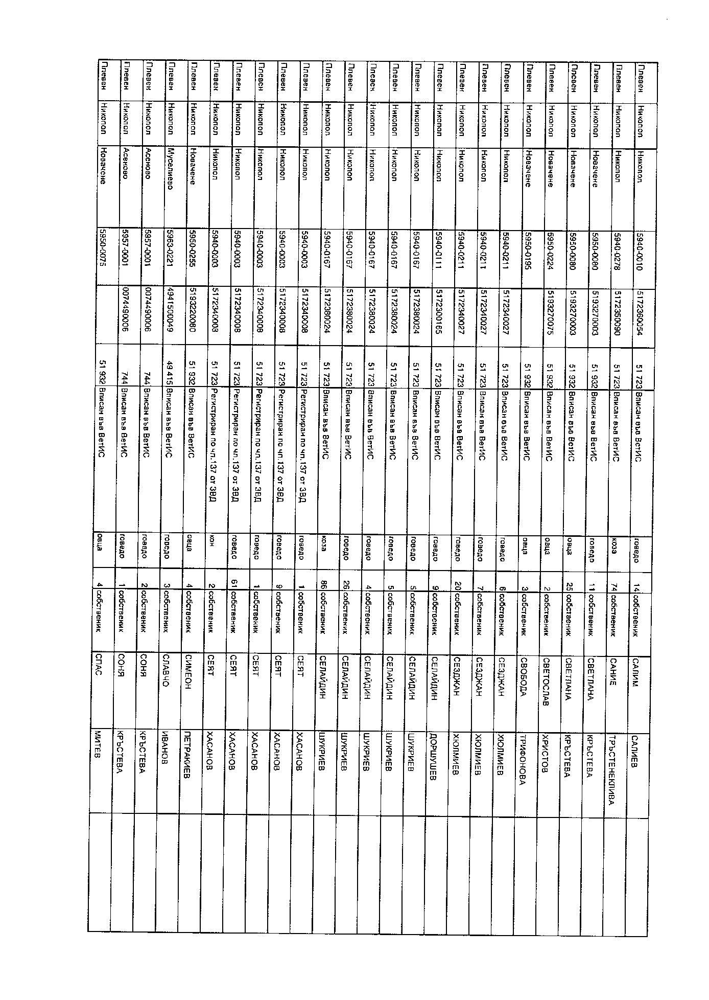 Плевен Никопол Никопол 5940-0010 5172360054 51 723 Вписан във ВетИС говедо 14 собственик САЛИМ САЛИЕВ
Плевен Никопол Никопол 5940-0278 5172350090 51 723 Вписан във ВетИС коза 74 собственик САНИЕ ТРЪСТЕНЕКЛИВА
Плевен Никопол Новачене 5950-0080 5193270003 51 932 Вписан във ВетИС говедо 11 собственик СВЕТЛАНА КРЪСТЕВА
Плевен Никопол Новачене 5950-0080 5193270003 51 932 Вписан във ВетИС овца 25 собственик СВЕТЛАНА КРЪСТЕВА
Плевен Никопол Новачене 5950-0224 5193270075 51 932 Вписан във ВетИС овца 2 собственик СВЕТОСЛАВ ХРИСТОВ
Плевен Никопол Новачене 5950-0195 51 932 Вписан във ВетИС овца 3 собственик СВОБОДА ТРИФОНОВА
Плевен Никопол Никопол 5940-0211 5172340027 51 723 Вписан във ВетИС говедо 6 собственик СЕЗДЖАН ХЮЛМИЕВ
Плевен Никопол Никопол 5940-0211 5172340027 51 723 Вписан във ВетИС говедо 7 собственик СЕЗДЖАН ХЮЛМИЕВ
Плевен Никопол Никопол 5940-0211 5172340027 51 723 Вписан във ВетИС говедо 20 собственик СЕЗДЖАН ХЮЛМИЕВ
Плевен Никопол Никопол 5940-0111 5172300165 51 723 Вписан във ВетИС говедо 9 собственик СЕЛАЙДИН ДОРШУШЕВ
Плевен Никопол Никопол 5940-0167 5172380024 51 723 Вписан във ВетИС говедо 5 собственик СЕЛАЙДИН ШУКРИЕВ
Плевен Никопол Никопол 5940-0167 5172380024 51 723 Вписан във ВетИС говедо 5 собственик СЕЛАЙДИН ШУКРИЕВ
Плевен Никопол Никопол 5940-0167 5172380024 51 723 Вписан във ВетИС говедо 4 собственик СЕЛАЙДИН ШУКРИЕВ
Плевен Никопол Никопол 5940-0167 5172380024 51 723 Вписан във ВетИС говедо 26 собственик СЕЛАЙДИН ШУКРИЕВ
Плевен Никопол Никопол 5940-0167 5172380024 51 723 Вписан във ВетИС коза 86 собственик СЕЛАЙДИН ШУКРИЕВ
Плевен Никопол Никопол 5940-0003 5172340008 51 723 Регистриран по чл.137 от ЗВД говедо 1 собственик СЕЯТ ХАСАНОВ
Плевен Никопол Никопол 5940-0003 5172340008 51 723 Регистриран по чл.137 от ЗВД говедо 9 собственик СЕЯТ ХАСАНОВ
Плевен Никопол Никопол 5940-0003 5172340008 51 723 Регистриран по чл.137 от ЗВД говедо 1 собственик СЕЯТ ХАСАНОВ
Плевен Никопол Никопол 5940-0003 5172340008 51 723 Регистриран по чл.137 от ЗВД говедо 61 собственик СЕЯТ ХАСАНОВ
Плевен Никопол Никопол 5940-0003 5172340008 51 723 Регистриран по чл.137 от ЗВД кон 2 собственик СЕЯТ ХАСАНОВ
Плевен Никопол Новачене 5950-0255 5193220080 51 932 Вписан във ВетИС овца 4 собственик СИМЕОН ПЕТРАКИЕВ
Плевен Никопол Муселиево 5963-0221 4941500049 49 415 Вписан във ВетИС говедо 3 собственик СЛАВЧО ИВАНОВ
Плевен Никопол Асеново 5957-0001 0074490006 744 Вписан във ВетИС говедо 2 собственик СОНЯ КРЪСТЕВА
Плевен Никопол Асеново 5957-0001 0074490006 744 Вписан във ВетИС говедо 1 собственик СОНЯ КРЪСТЕВА
Плевен Никопол Новачене 5950-0075 51 932 Вписан във ВетИС овца 4 собственик СПАС МИТЕВ